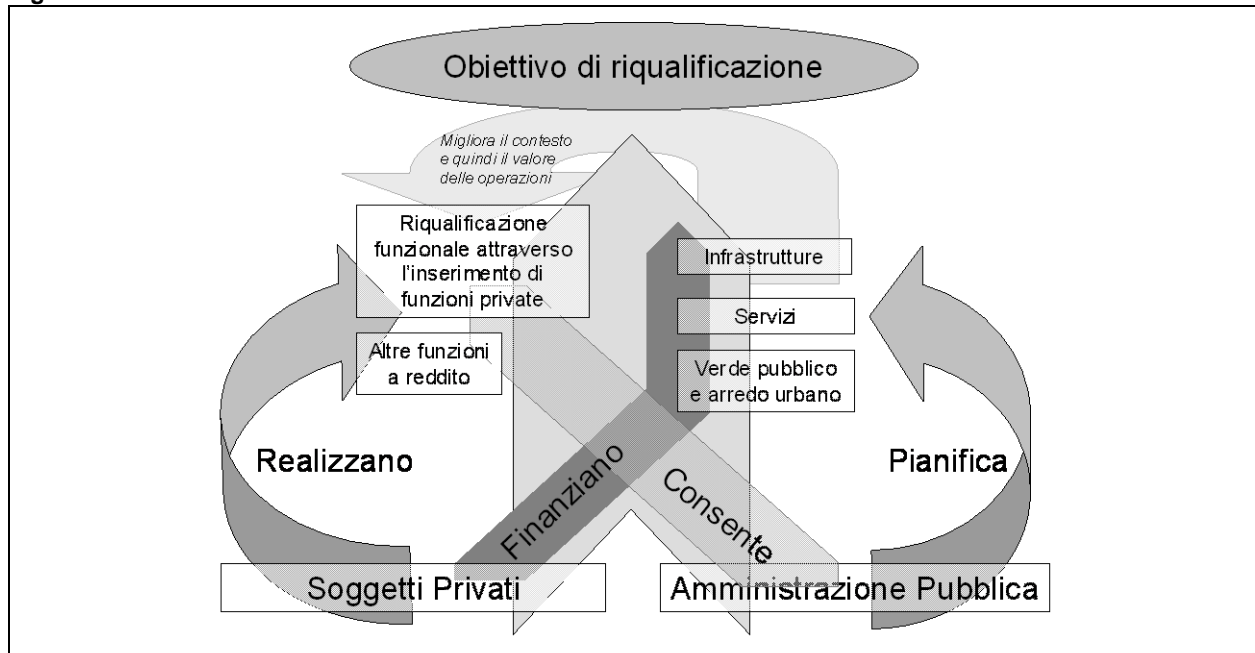 Obiettivo di riqualificazione
Migliora il contesto
e quindi il valore
delle operazioni
Riqualificazione
funzionale attraverso
l'inserimento di
funzioni private
Altre funzioni
a reddito
Infrastrutture
Servizi
Verde pubblico
e arredo urbano
Realizzano
Pianifica
Finanziano
Consente
Soggetti Privati
Amministrazione Pubblica